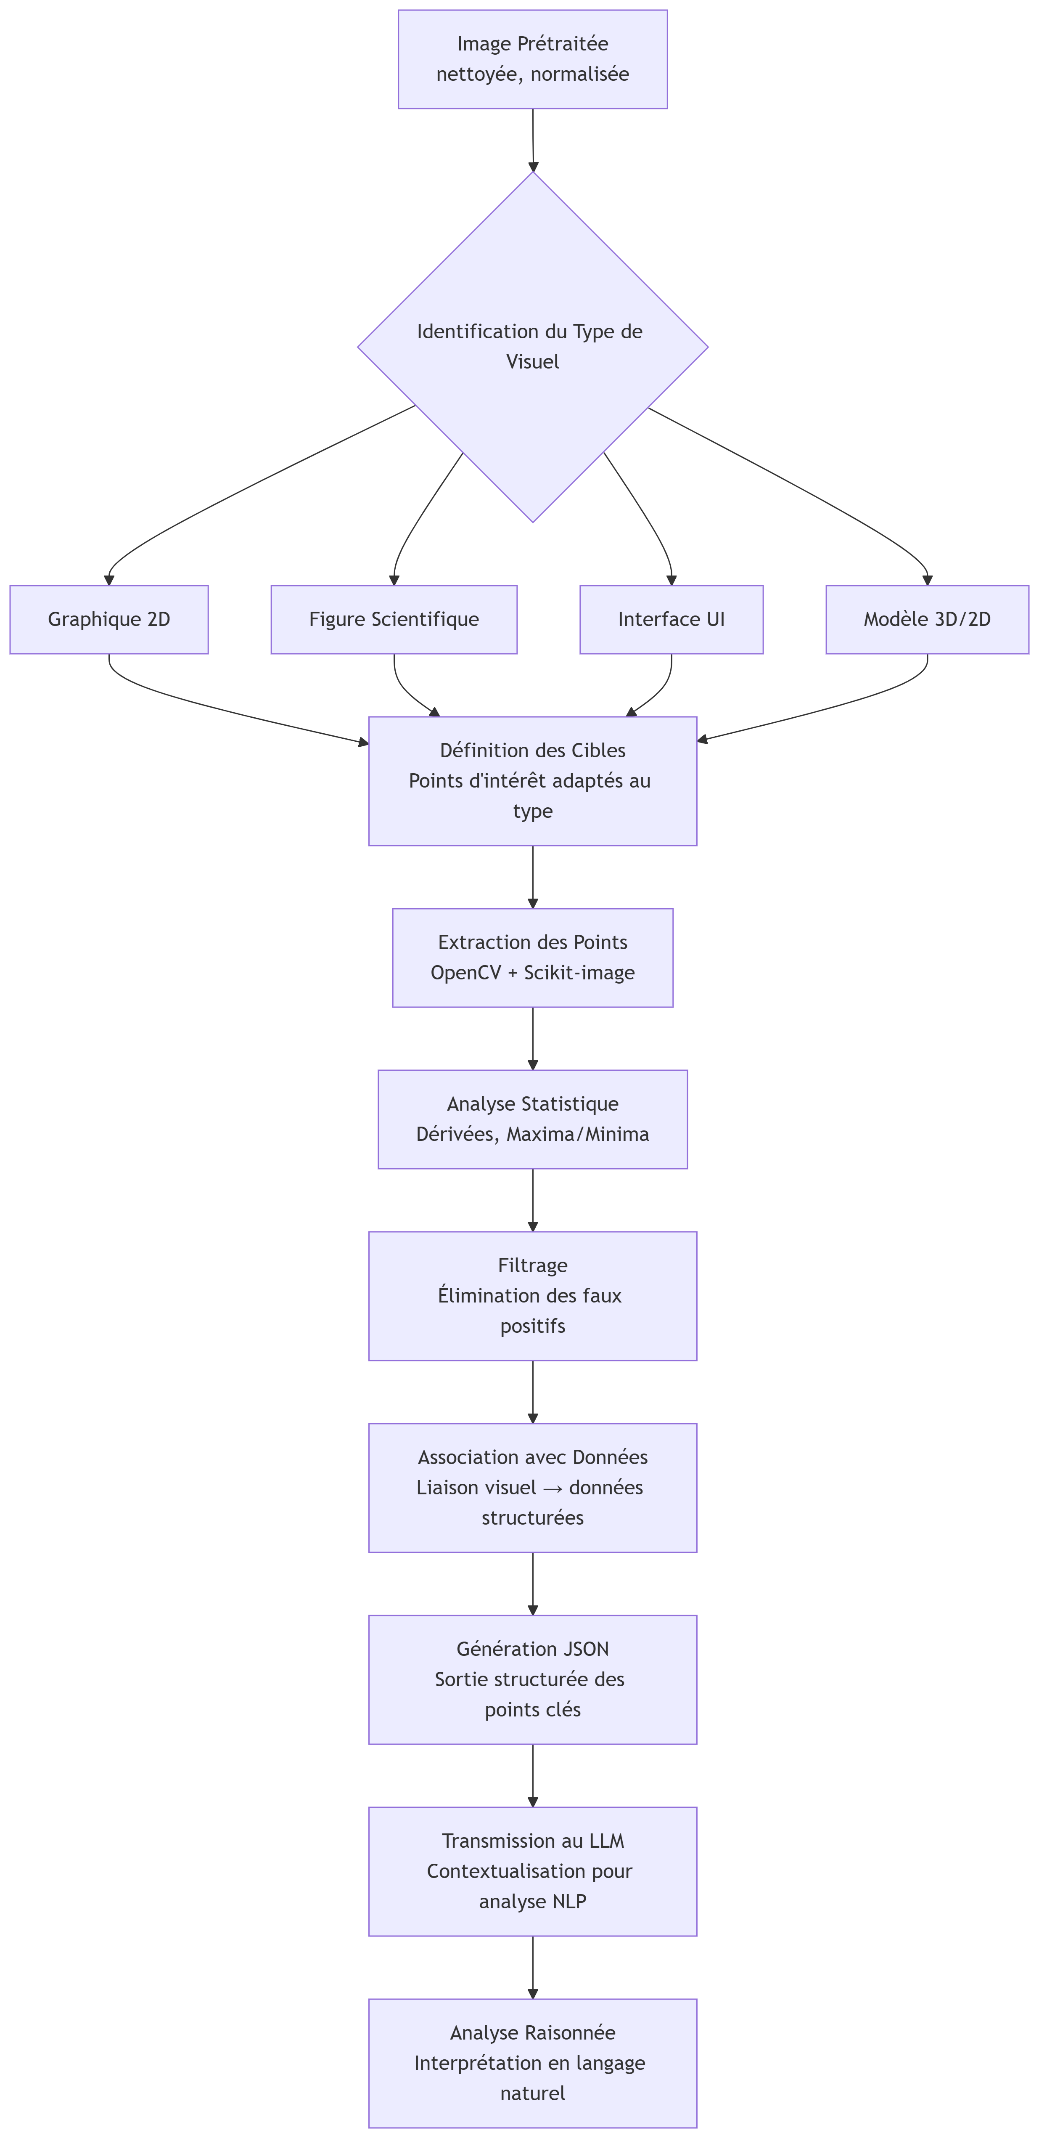 Image Prétraitée
nettoyée, normalisée
Identification du Type de
Visuel
Graphique 2D
Figure Scientifique
Interface UI
Modèle 3D/2D
Définition des Cibles
Points d'intérêt adaptés au
type
Extraction des Points
OpenCV + Scikit-image
Analyse Statistique
Dérivées, Maxima/Minima
Filtrage
Élimination des faux
positifs
Association avec Données
Liaison visuel → données
structurées
Génération JSON
Sortie structurée des
points clés
Transmission au LLM
Contextualisation pour
analyse NLP
Analyse Raisonnée
Interprétation en langage
naturel